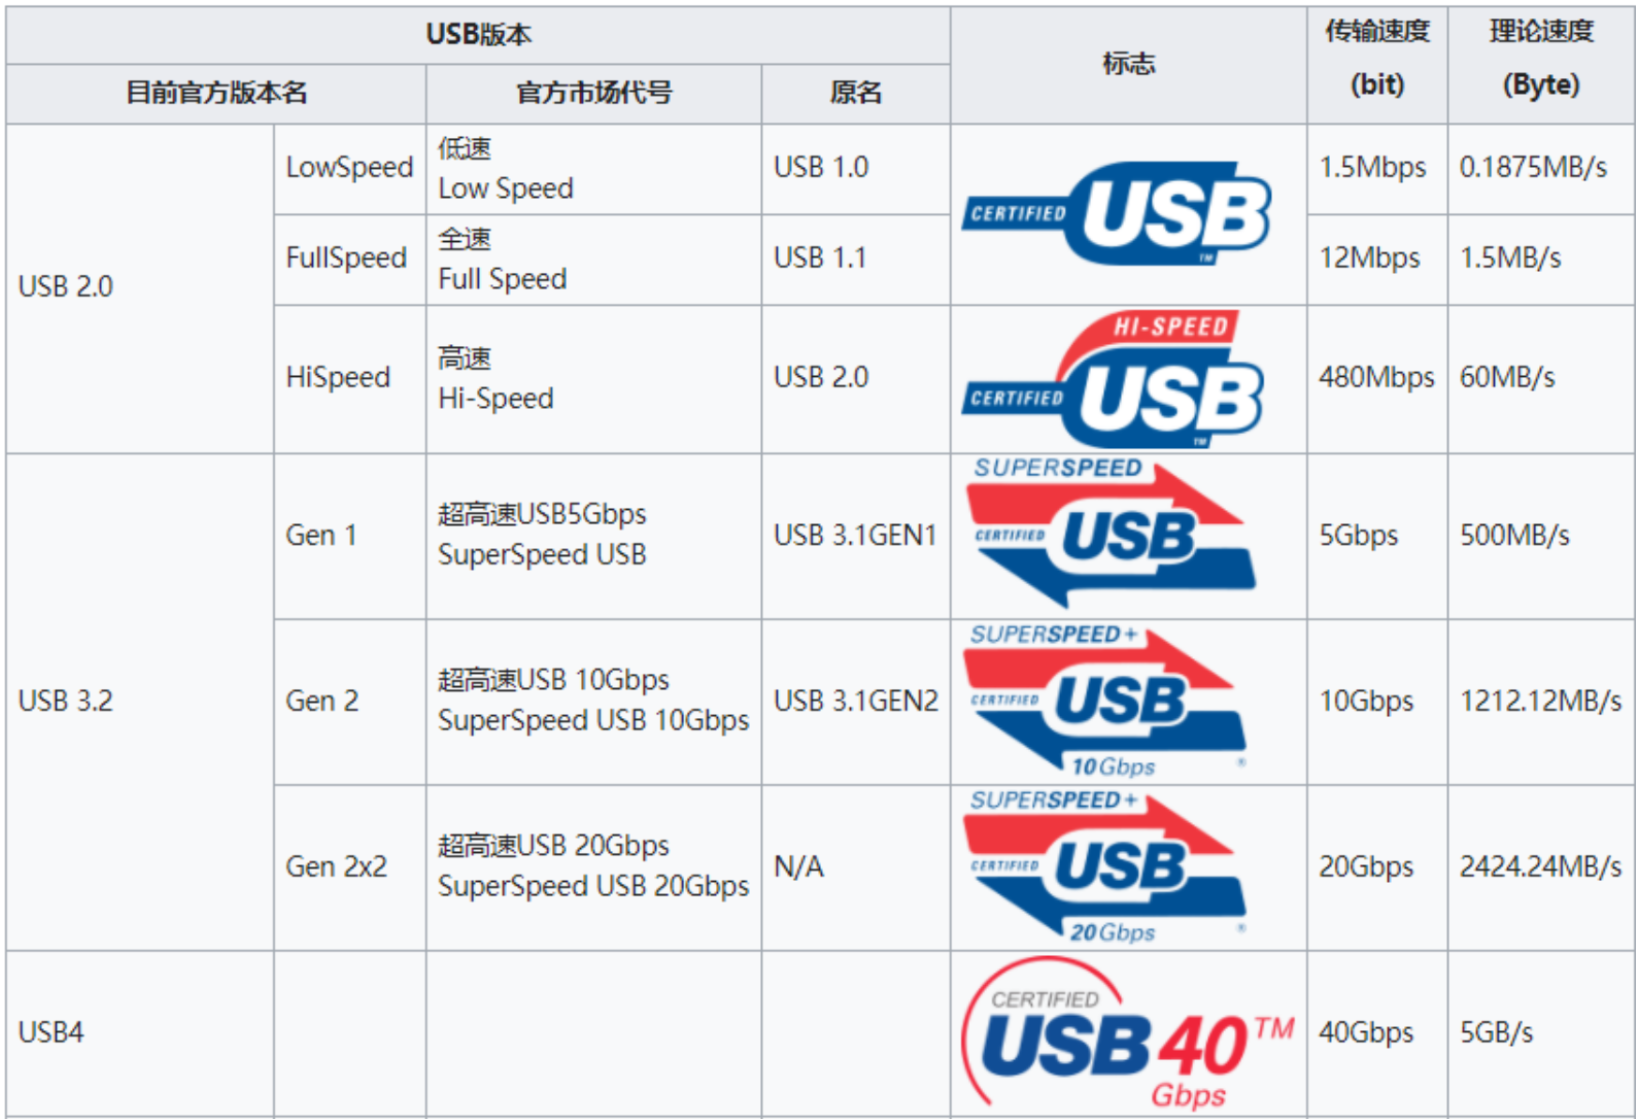 USB版本
标志
传输速度
(bit)
理论速度
(Byte)
目前官方版本名
官方市场代号
原名
USB 2.0
LowSpeed
低速
Low Speed
USB 1.0
CERTIFIED USB TM
1.5Mbps
0.1875MB/s
FullSpeed
全速
Full Speed
USB 1.1
12Mbps
1.5MB/s
HiSpeed
高速
Hi-Speed
USB 2.0
HI-SPEED
CERTIFIED USB TM
480Mbps
60MB/s
USB 3.2
Gen 1
超高速USB5Gbps
SuperSpeed USB
USB 3.1GEN1
SUPERSPEED
CERTIFIED USB
5Gbps
500MB/s
Gen 2
超高速USB 10Gbps
SuperSpeed USB 10Gbps
USB 3.1GEN2
SUPERSPEED+
CERTIFIED USB
10Gbps ®
10Gbps
1212.12MB/s
Gen 2x2
超高速USB 20Gbps
SuperSpeed USB 20Gbps
N/A
SUPERSPEED+
CERTIFIED USB
20Gbps ®
20Gbps
2424.24MB/s
USB4
CERTIFIED
USB 40 TM
Gbps
40Gbps
5GB/s